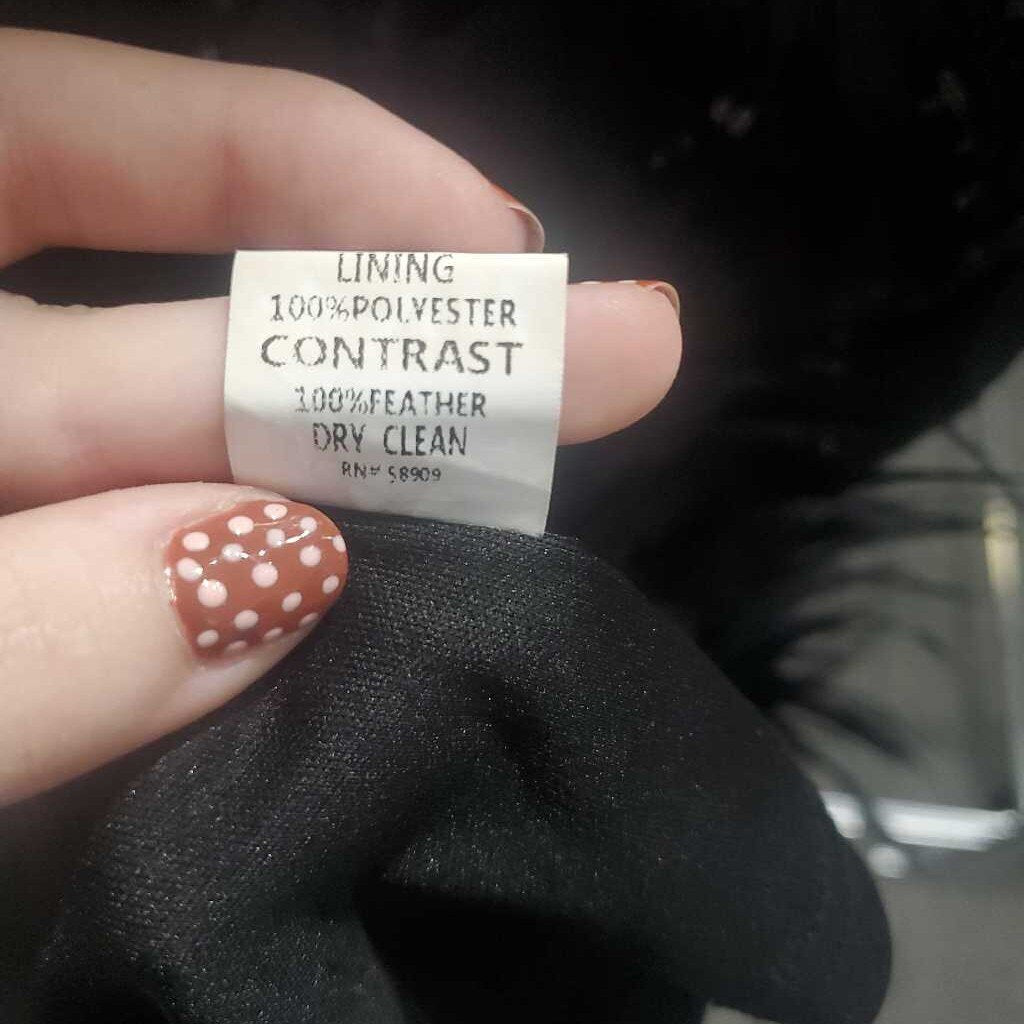 LINING
100%POLYESTER
CONTRAST
100%FEATHER
DRY CLEAN
RN# 58909